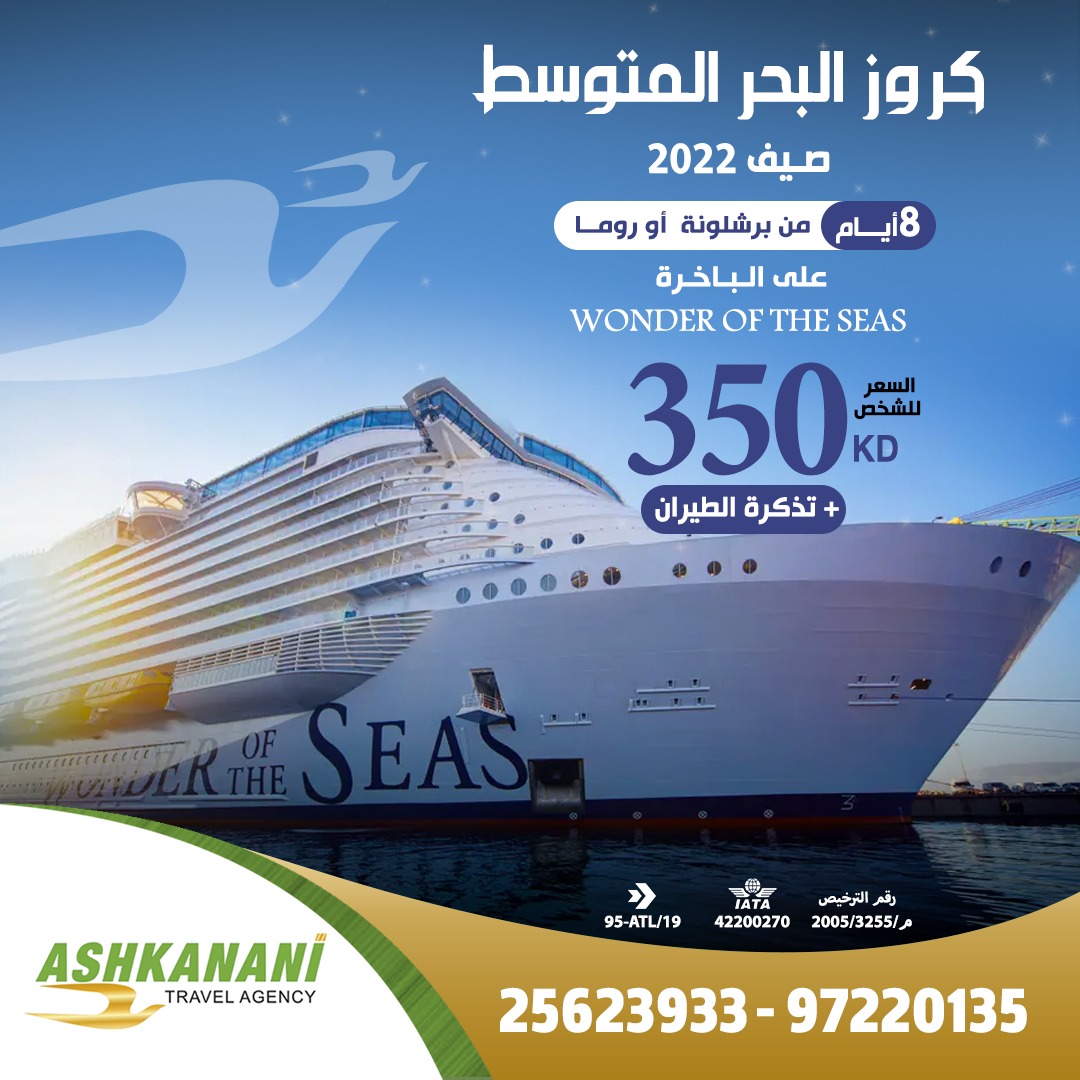 كروز البحر المتوسط
صيف 2022
8أيام من برشلونة أو روما
على الباخرة
WONDER OF THE SEAS
السعر
للشخص
350 KD
+ تذكرة الطيران
WONDER OF THE SEAS
رقم الترخيص
م/2005/3255
IATA
42200270
95-ATL/19
ASHKANANI
TRAVEL AGENCY
25623933 - 97220135